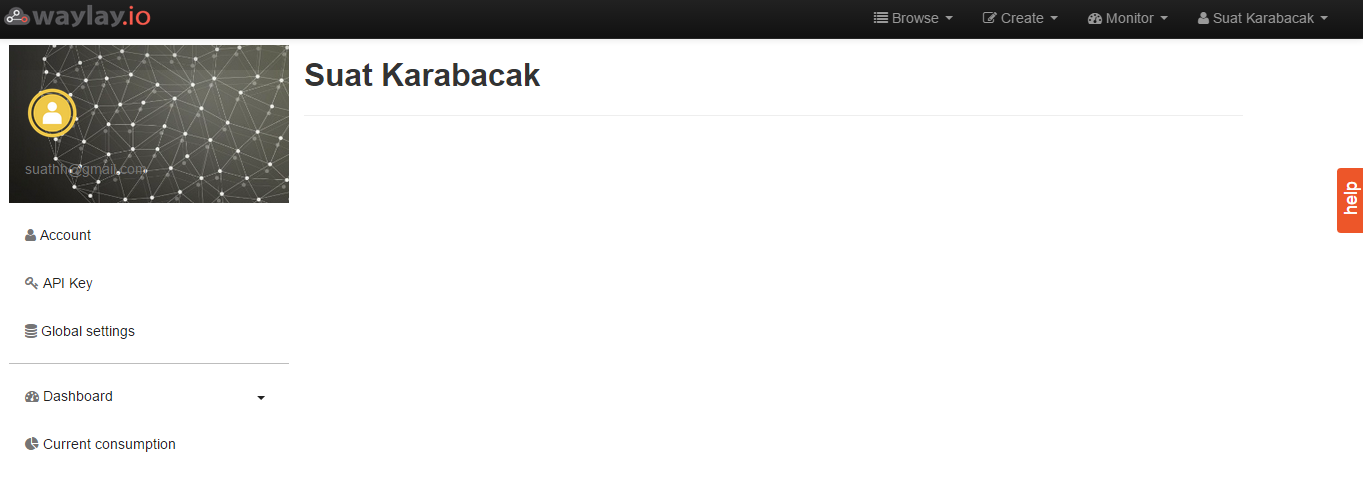 waylay.io
Browse Create Monitor Suat Karabacak
Suat Karabacak
suathh@gmail.com
help
Account
API Key
Global settings
Dashboard
Current consumption